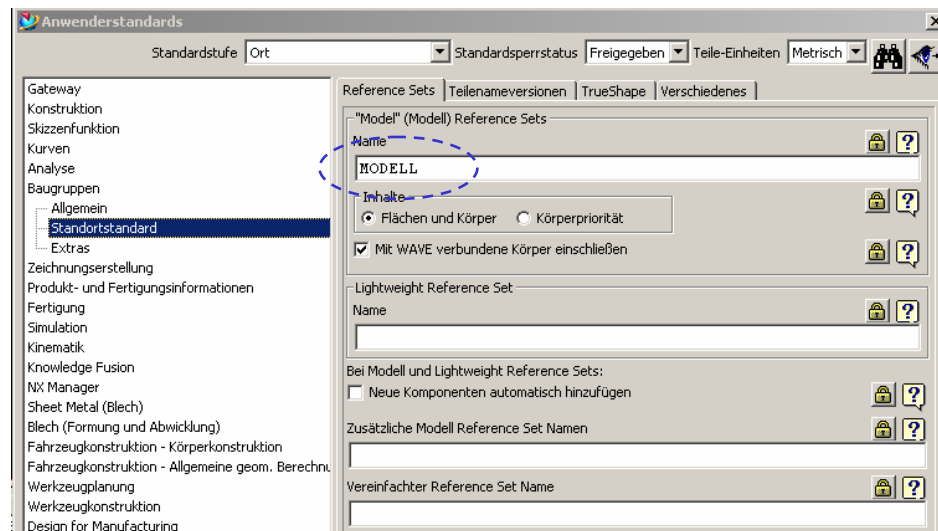 Anwenderstandards
Standardstufe Ort Standardsperrstatus Freigegeben Teile-Einheiten Metrisch
Gateway
Konstruktion
Skizzenfunktion
Kurven
Analyse
Baugruppen
Allgemein
Standortstandard
Extras
Zeichnungserstellung
Produkt- und Fertigungsinformationen
Fertigung
Simulation
Kinematik
Knowledge Fusion
NX Manager
Sheet Metal (Blech)
Blech (Formung und Abwicklung)
Fahrzeugkonstruktion - Körperkonstruktion
Fahrzeugkonstruktion - Allgemeine geom. Berechnu
Werkzeugplanung
Werkzeugkonstruktion
Design for Manufacturing
Reference Sets Teilenameversionen TrueShape Verschiedenes
"Model" (Modell) Reference Sets
Name
MODELL
Inhalte
Flächen und Körper Körperpriorität
Mit WAVE verbundene Körper einschließen
Lightweight Reference Set
Name
Bei Modell und Lightweight Reference Sets:
Neue Komponenten automatisch hinzufügen
Zusätzliche Modell Reference Set Namen
Vereinfachter Reference Set Name